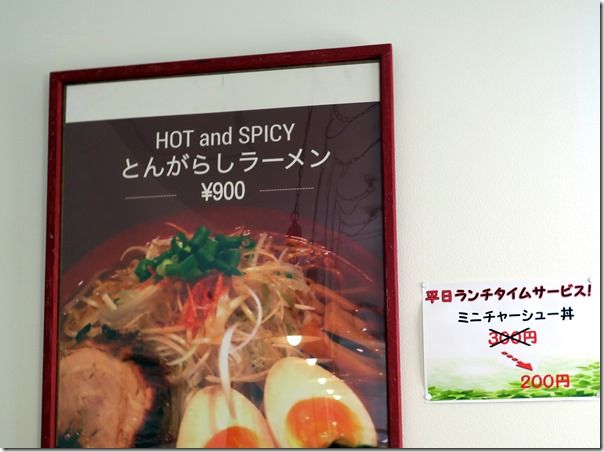 HOT and SPICY
とんがらしラーメン
¥900
平日ランチタイムサービス!
ミニチャーシュー丼
300円
200円